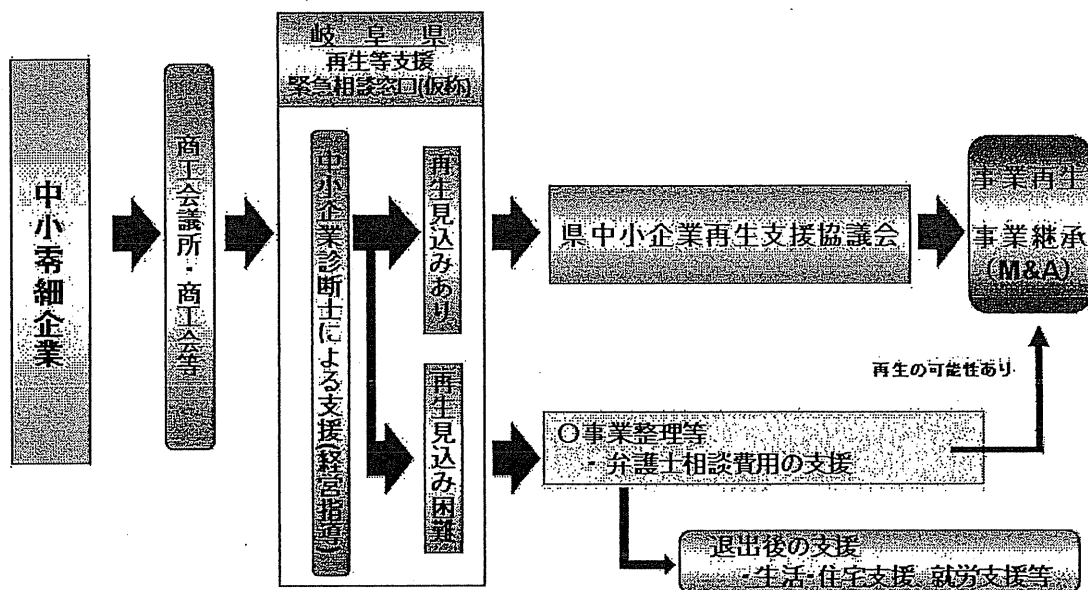 中小零細企業
商工会議所・商工会等
岐阜県
再生等支援
緊急相談窓口(仮称)
中小企業診断士による支援(経営指導)
再生見込みあり
再生見込み困難
県中小企業再生支援協議会
事業再生
事業継承
(M&A)
再生の可能性あり
〇事業整理等
・弁護士相談費用の支援
退出後の支援
・生活・住宅支援、就労支援等